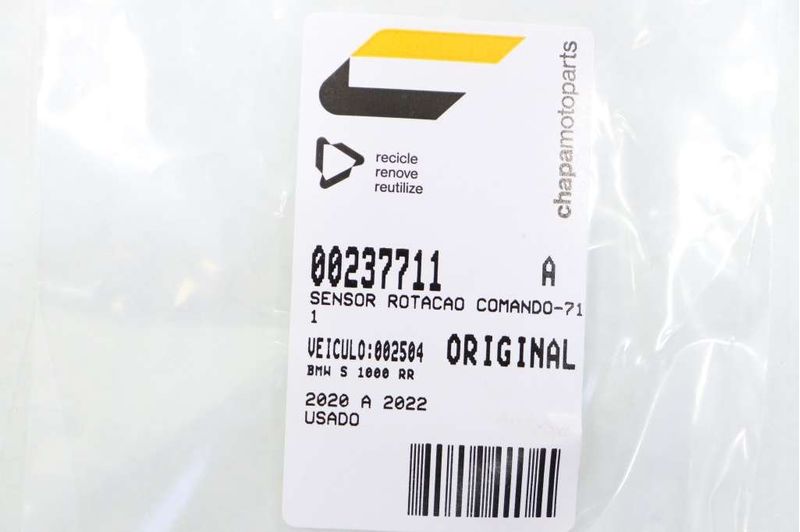 chapamotoparts
recicle
renove
reutilize
00237711 A
SENSOR ROTACAO COMANDO-71
1
VEICULO:002504 ORIGINAL
BMW S 1000 RR
2020 A 2022
USADO